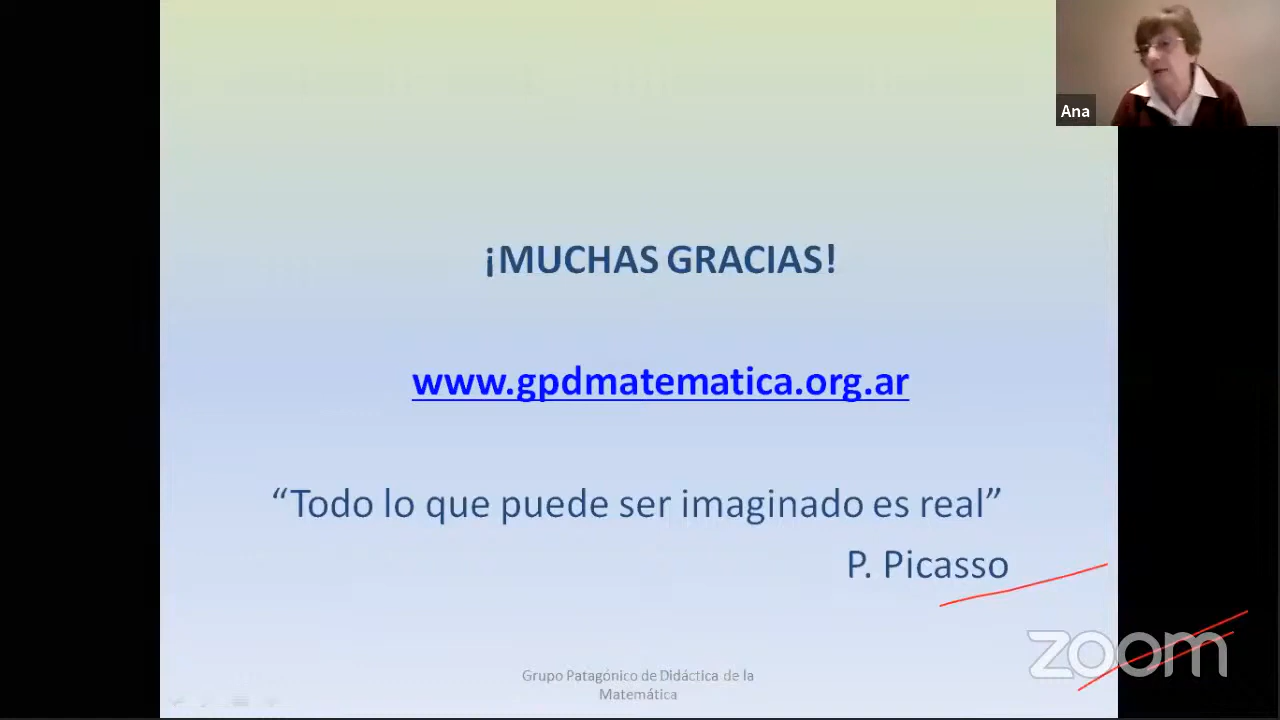 Ana
¡MUCHAS GRACIAS!
www.gpdmatematica.org.ar
“Todo lo que puede ser imaginado es real”
P. Picasso
zoom
Grupo Patagónico de Didáctica de la
Matemática